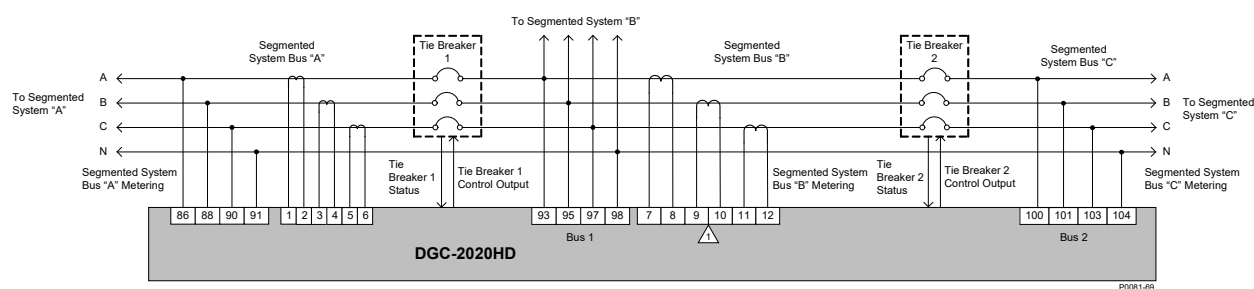 To Segmented System “B”
Segmented
System Bus “A”
Tie Breaker
1
Segmented
System Bus “B”
Tie Breaker
2
Segmented
System Bus “C”
A
A
To Segmented
System “A”
B
B
To Segmented
System “C”
C
C
N
N
Segmented System
Bus “A” Metering
Tie
Breaker 1
Status
Tie Breaker 1
Control Output
Segmented System
Bus “B” Metering
Tie
Breaker 2
Status
Tie Breaker 2
Control Output
Segmented System
Bus “C” Metering
86 88 90 91
1 2 3 4 5 6
93 95 97 98
7 8 9 10 11 12
100 101 103 104
Bus 1
1
Bus 2
DGC-2020HD
P0081-69